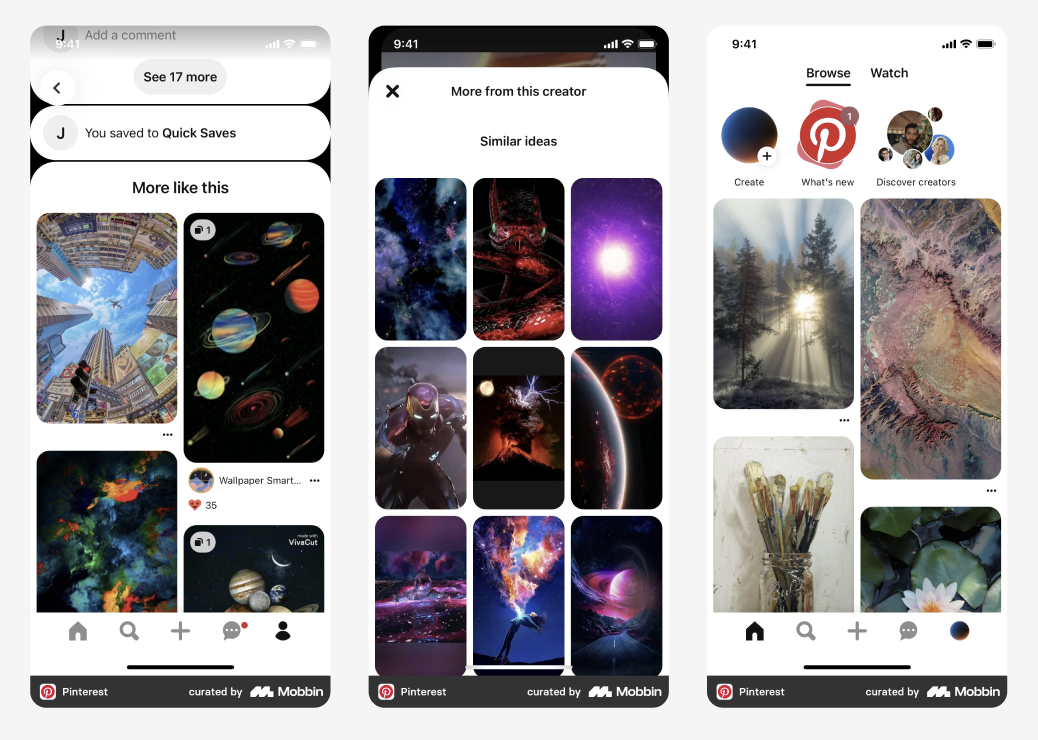 J
Add a comment
9:41
See 17 more
J
You saved to Quick Saves
More like this
1
Wallpaper Smart...
35
1
made with
VivaCut
Pinterest
curated by Mobbin
9:41
More from this creator
Similar ideas
Pinterest
curated by Mobbin
9:41
Browse
Watch
1
Create
What's new
Discover creators
Pinterest
curated by Mobbin